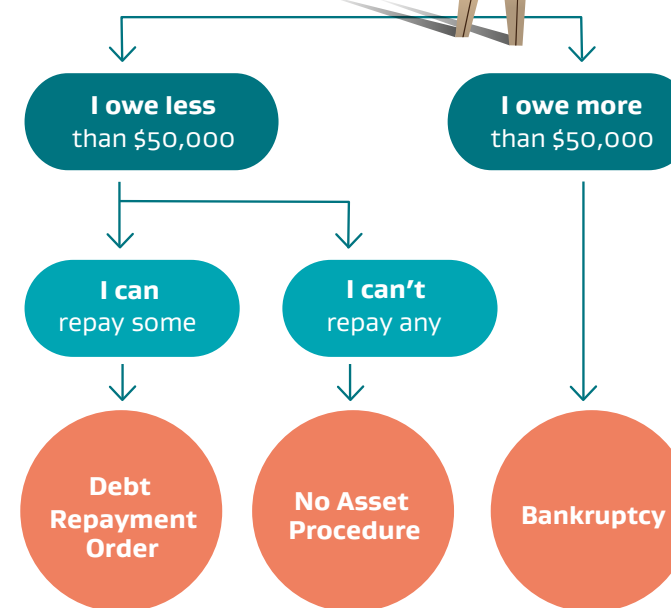 I owe less
than $50,000
I owe more
than $50,000
I can
repay some
I can't
repay any
Debt
Repayment
Order
No Asset
Procedure
Bankruptcy